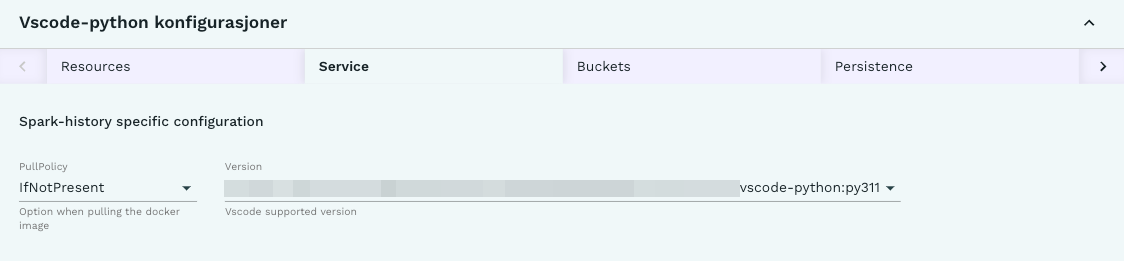 Vscode-python konfigurasjoner
Resources
Service
Buckets
Persistence
Spark-history specific configuration
PullPolicy
Version
IfNotPresent
vscode-python:py311
Option when pulling the docker
image
Vscode supported version